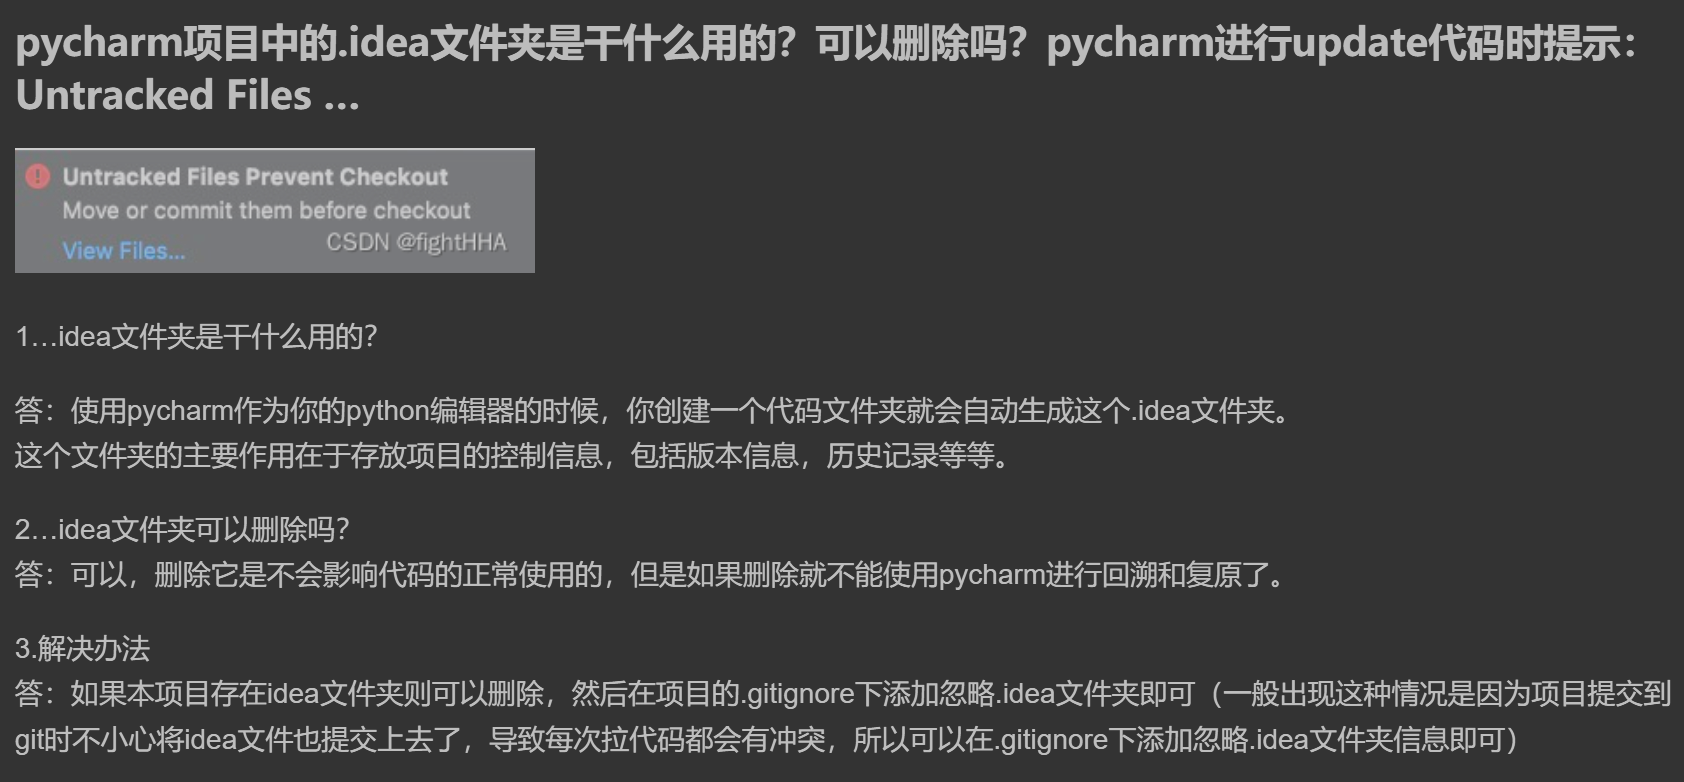 pycharm项目中的.idea文件夹是干什么用的？可以删除吗？pycharm进行update代码时提示：
Untracked Files …
Untracked Files Prevent Checkout
Move or commit them before checkout
View Files...
CSDN @fightHHA
1…idea文件夹是干什么用的？
答：使用pycharm作为你的python编辑器的时候，你创建一个代码文件夹就会自动生成这个.idea文件夹。
这个文件夹的主要作用在于存放项目的控制信息，包括版本信息，历史记录等等。
2…idea文件夹可以删除吗？
答：可以，删除它是不会影响代码的正常使用的，但是如果删除就不能使用pycharm进行回溯和复原了。
3.解决办法
答：如果本项目存在idea文件夹则可以删除，然后在项目的.gitignore下添加忽略.idea文件夹即可（一般出现这种情况是因为项目提交到
git时不小心将idea文件也提交上去了，导致每次拉代码都会有冲突，所以可以在.gitignore下添加忽略.idea文件夹信息即可）